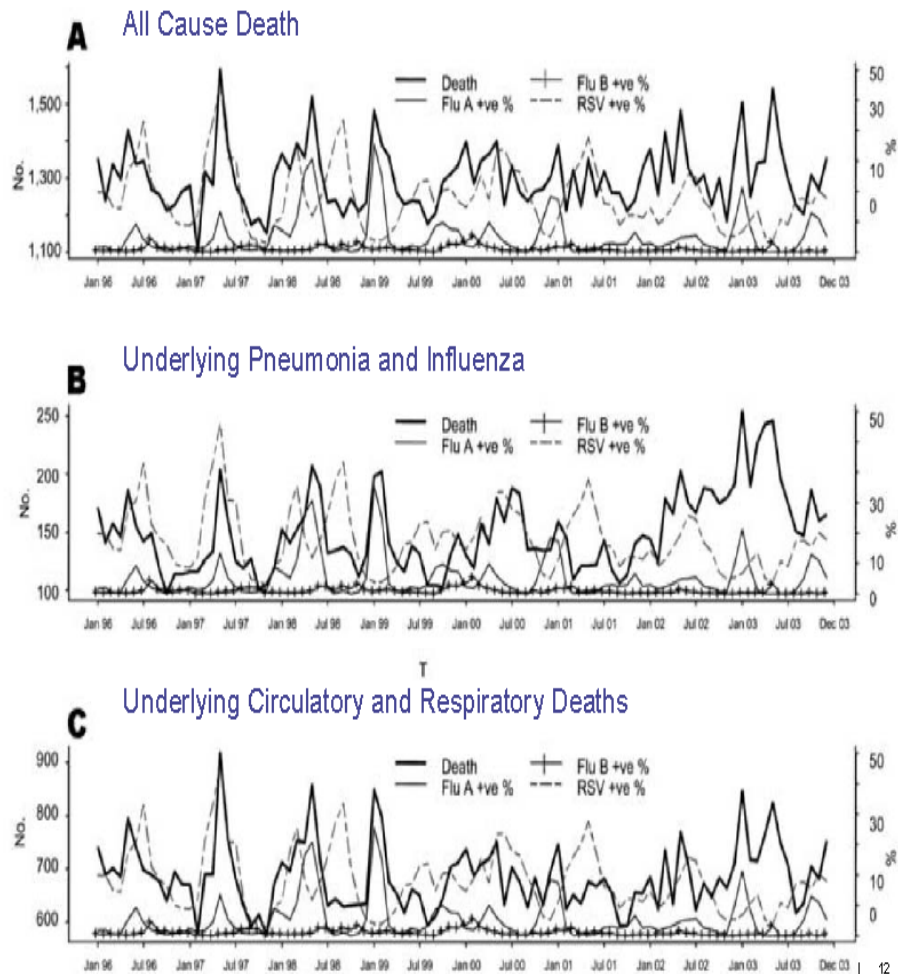 A All Cause Death
Death Flu B +ve %
Flu A +ve % RSV +ve %
No.
1,500
1,300
1,100
50
30
10
0
%
Jan 96 Jul 96 Jan 97 Jul 97 Jan 98 Jul 98 Jan 99 Jul 99 Jan 00 Jul 00 Jan 01 Jul 01 Jan 02 Jul 02 Jan 03 Jul 03 Dec 03
B Underlying Pneumonia and Influenza
Death Flu B +ve %
Flu A +ve % RSV +ve %
No.
250
200
150
100
50
30
10
0
%
Jan 96 Jul 96 Jan 97 Jul 97 Jan 98 Jul 98 Jan 99 Jul 99 Jan 00 Jul 00 Jan 01 Jul 01 Jan 02 Jul 02 Jan 03 Jul 03 Dec 03
T
C Underlying Circulatory and Respiratory Deaths
Death Flu B +ve %
Flu A +ve % RSV +ve %
No.
900
800
700
600
50
30
10
0
%
Jan 96 Jul 96 Jan 97 Jul 97 Jan 98 Jul 98 Jan 99 Jul 99 Jan 00 Jul 00 Jan 01 Jul 01 Jan 02 Jul 02 Jan 03 Jul 03 Dec 03
| 12